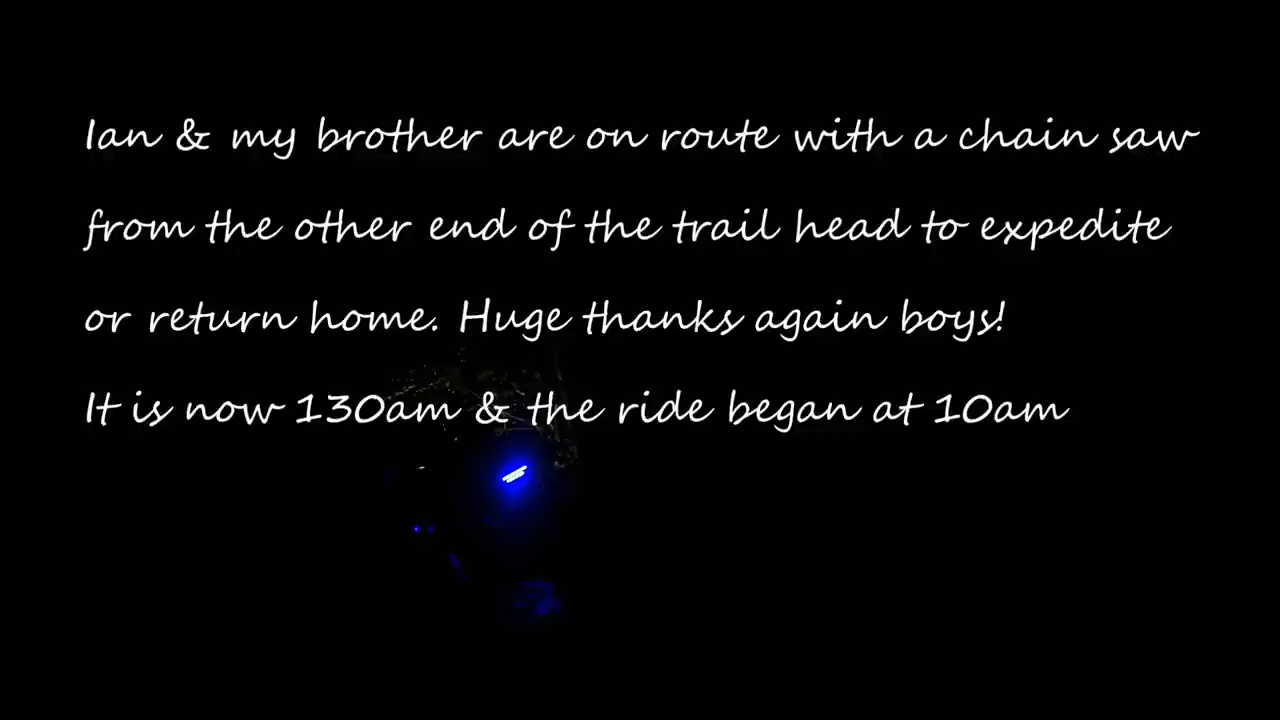 Ian & my brother are on route with a chain saw
from the other end of the trail head to expedite
or return home. Huge thanks again boys!
It is now 130am & the ride began at 10am